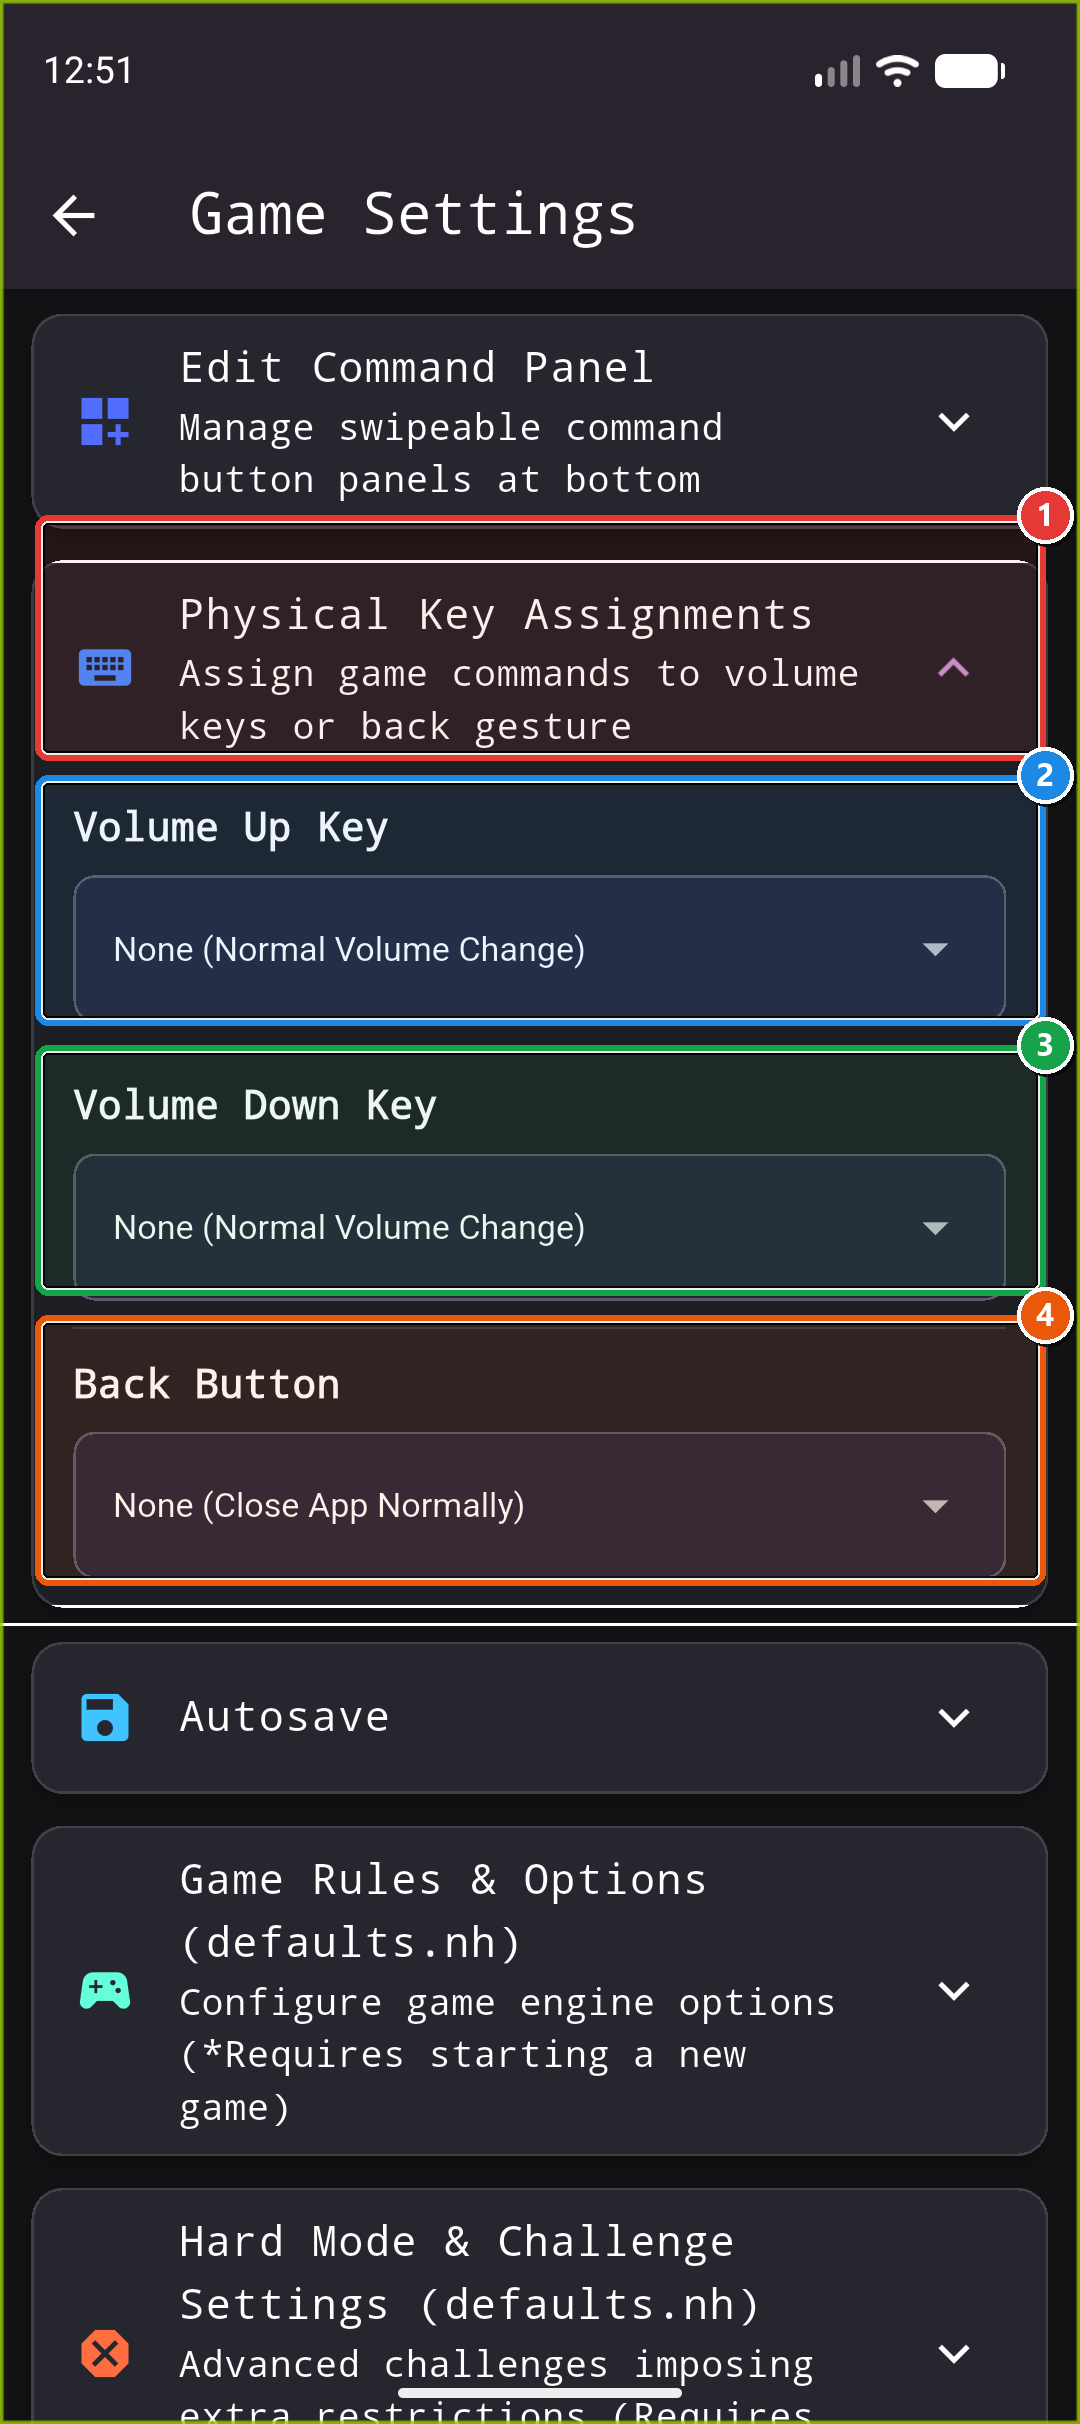 12:51
Game Settings
Edit Command Panel
Manage swipeable command
button panels at bottom
1
Physical Key Assignments
Assign game commands to volume
keys or back gesture
2
Volume Up Key
None (Normal Volume Change)
3
Volume Down Key
None (Normal Volume Change)
4
Back Button
None (Close App Normally)
Autosave
Game Rules & Options
(defaults.nh)
Configure game engine options
(*Requires starting a new
game)
Hard Mode & Challenge
Settings (defaults.nh)
Advanced challenges imposing
extra restrictions (Requires